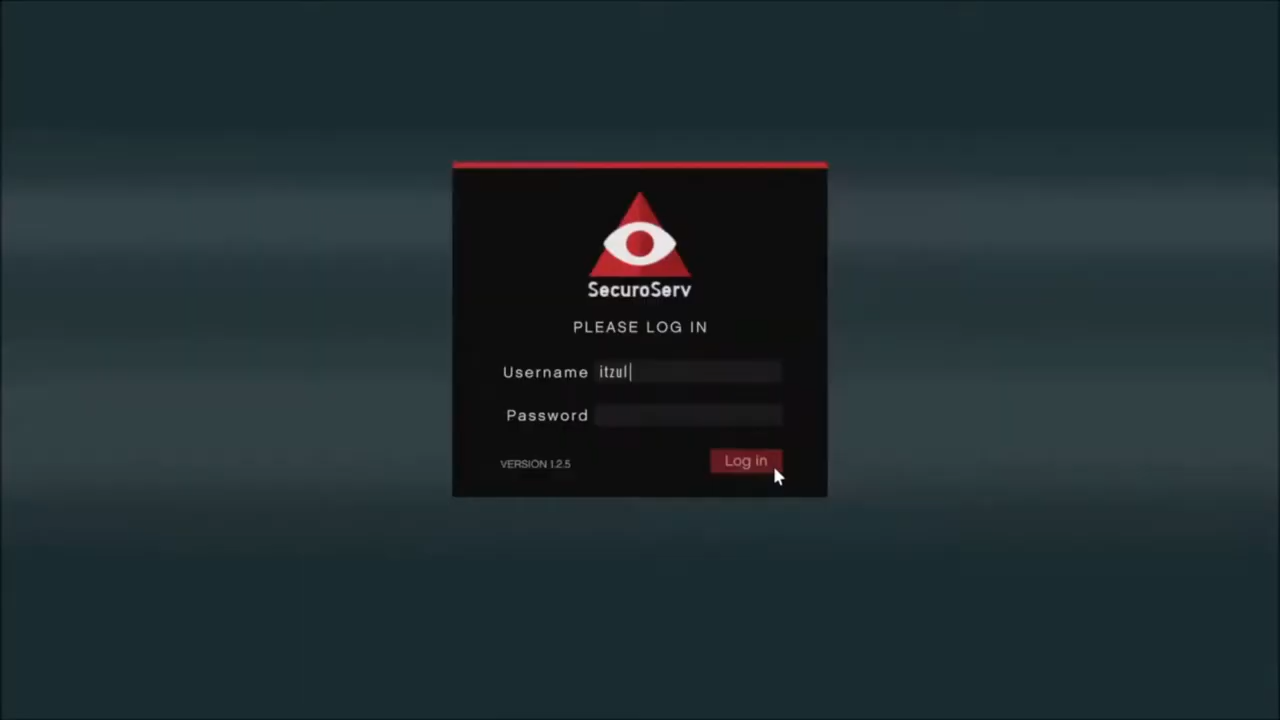 SecuroServ
PLEASE LOG IN
Username itzul
Password
VERSION 1.2.5 Log in